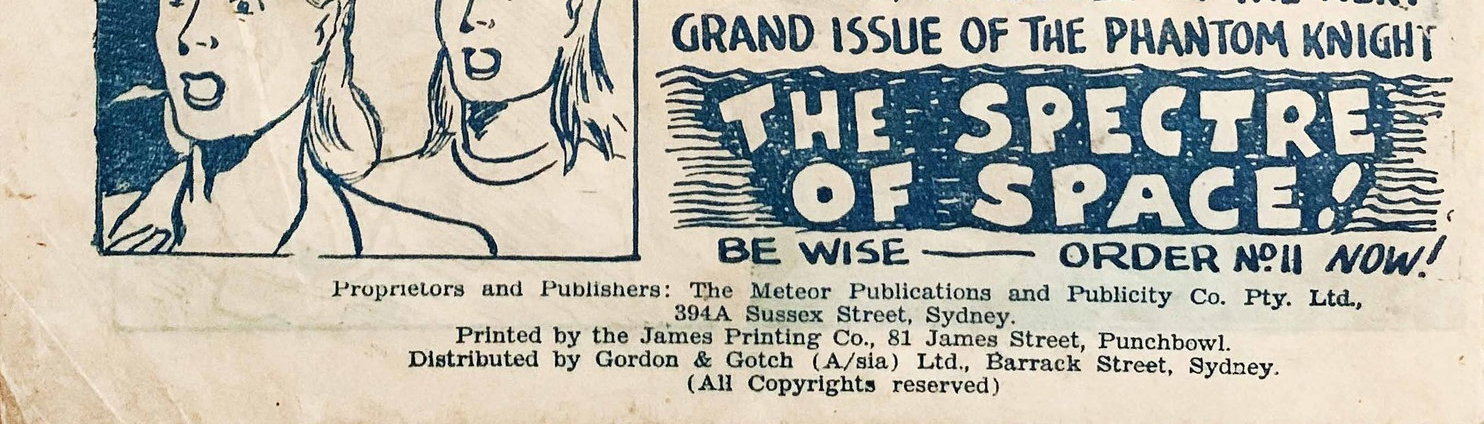 GRAND ISSUE OF THE PHANTOM KNIGHT
THE SPECTRE
OF SPACE!
BE WISE — ORDER No. 11 NOW!
Proprietors and Publishers: The Meteor Publications and Publicity Co. Pty. Ltd.,
394A Sussex Street, Sydney.
Printed by the James Printing Co., 81 James Street, Punchbowl.
Distributed by Gordon & Gotch (A/sia) Ltd., Barrack Street, Sydney.
(All Copyrights reserved)